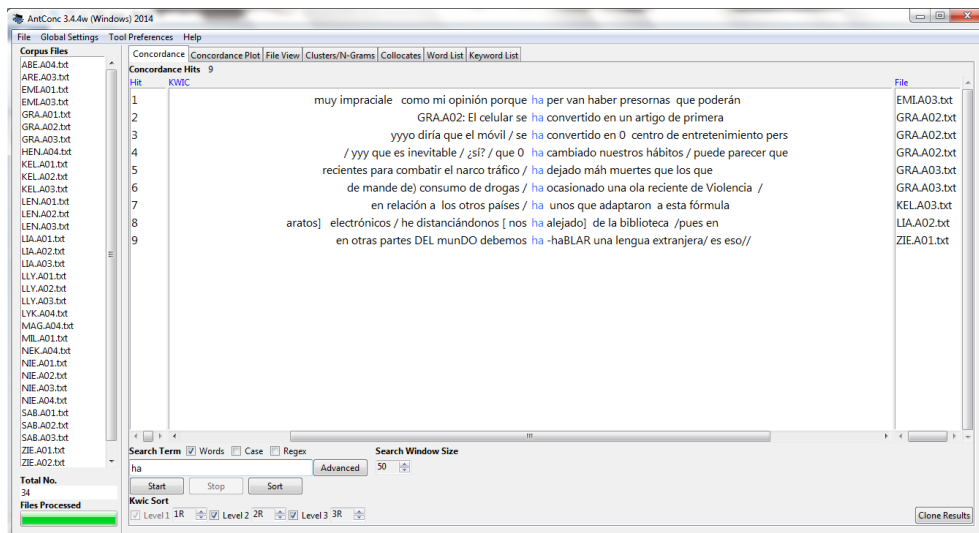 AntConc 3.4.4w (Windows) 2014
File Global Settings Tool Preferences Help
Corpus Files
ABE.A04.txt
ARE.A03.txt
EMI.A01.txt
EMI.A03.txt
GRA.A01.txt
GRA.A02.txt
GRA.A03.txt
HEN.A04.txt
KEL.A01.txt
KEL.A02.txt
KEL.A03.txt
LEN.A01.txt
LEN.A02.txt
LEN.A03.txt
LIA.A01.txt
LIA.A02.txt
LIA.A03.txt
LLY.A01.txt
LLY.A02.txt
LLY.A03.txt
LYK.A04.txt
MAG.A04.txt
MIL.A01.txt
NEK.A04.txt
NIE.A01.txt
NIE.A02.txt
NIE.A03.txt
NIE.A04.txt
SAB.A01.txt
SAB.A02.txt
SAB.A03.txt
ZIE.A01.txt
ZIE.A02.txt
Total No.
34
Files Processed
Concordance Concordance Plot File View Clusters/N-Grams Collocates Word List Keyword List
Concordance Hits 9
Hit KWIC File
1 muy impraciale como mi opinión porque ha per van haber presornas que poderán EMI.A03.txt
2 GRA.A02: El celular se ha convertido en un artigo de primera GRA.A02.txt
3 yyyo diría que el móvil / se ha convertido en 0 centro de entretenimiento pers GRA.A02.txt
4 / yyy que es inevitable / ¿sí? / que 0 ha cambiado nuestros hábitos / puede parecer que GRA.A02.txt
5 recientes para combatir el narco tráfico / ha dejado máh muertes que los que GRA.A03.txt
6 de mande de) consumo de drogas / ha ocasionado una ola reciente de Violencia / GRA.A03.txt
7 en relación a los otros países / ha unos que adaptaron a esta fórmula KEL.A03.txt
8 aratos] electrónicos / he distanciándonos [ nos ha alejado] de la biblioteca /pues en LIA.A02.txt
9 en otras partes DEL munDO debemos ha -haBLAR una lengua extranjera/ es eso// ZIE.A01.txt
Search Term Words Case Regex Search Window Size
ha Advanced 50
Start Stop Sort
Kwic Sort
Level 1 1R Level 2 2R Level 3 3R Clone Results